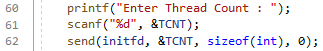 60 printf("Enter Thread Count : ");
61 scanf("%d", &TCNT);
62 send(initfd, &TCNT, sizeof(int), 0);